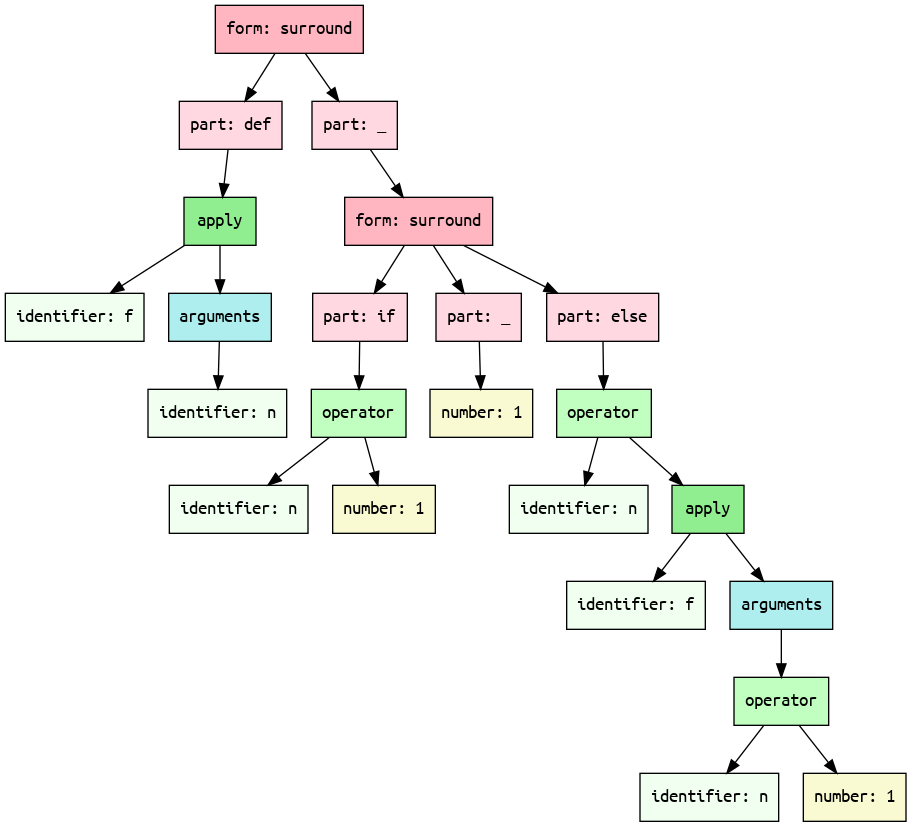 form: surround
part: def
part: _
apply
form: surround
identifier: f
arguments
part: if
part: _
part: else
identifier: n
operator
number: 1
operator
identifier: n
number: 1
identifier: n
apply
identifier: f
arguments
operator
identifier: n
number: 1